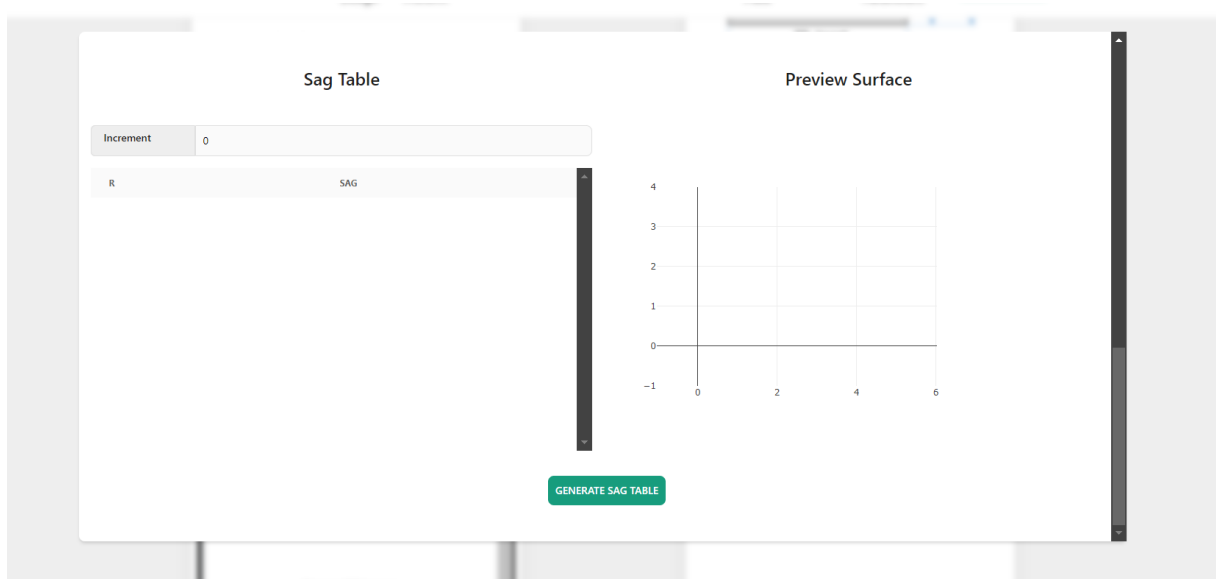 Sag Table
Preview Surface
Increment
0
R
SAG
4
3
2
1
0
−1
0
2
4
6
GENERATE SAG TABLE